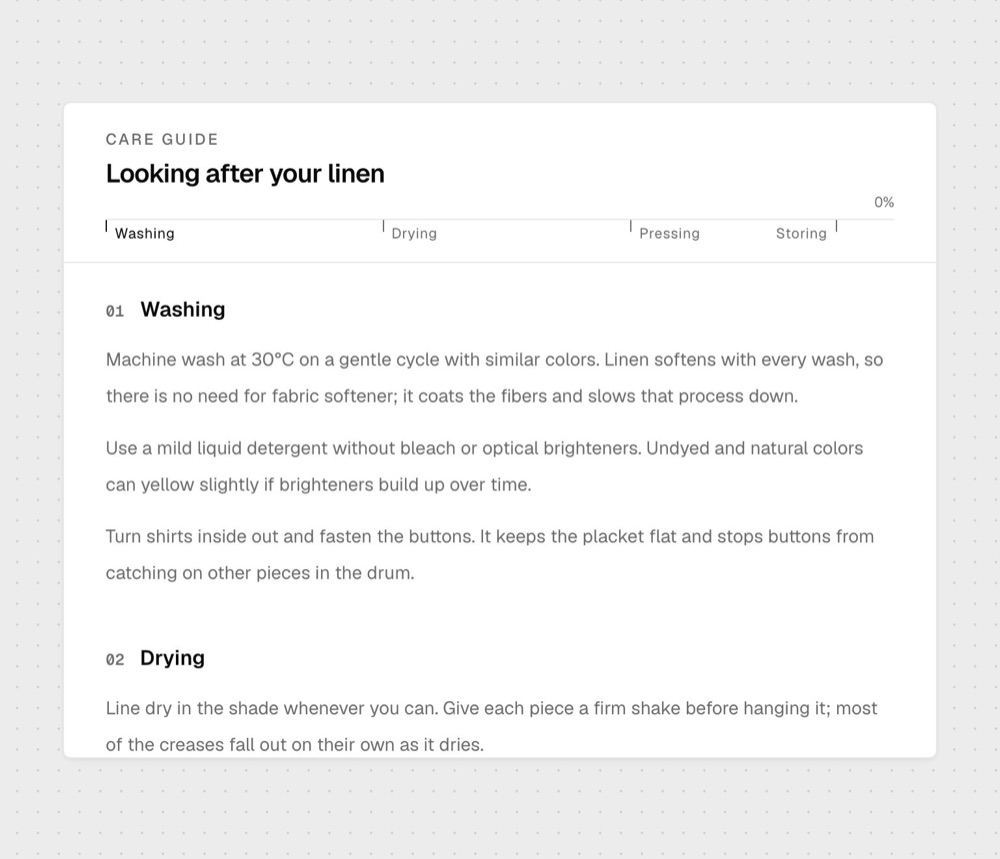 CARE GUIDE
Looking after your linen
0%
Washing
Drying
Pressing
Storing
01 Washing
Machine wash at 30°C on a gentle cycle with similar colors. Linen softens with every wash, so
there is no need for fabric softener; it coats the fibers and slows that process down.
Use a mild liquid detergent without bleach or optical brighteners. Undyed and natural colors
can yellow slightly if brighteners build up over time.
Turn shirts inside out and fasten the buttons. It keeps the placket flat and stops buttons from
catching on other pieces in the drum.
02 Drying
Line dry in the shade whenever you can. Give each piece a firm shake before hanging it; most
of the creases fall out on their own as it dries.